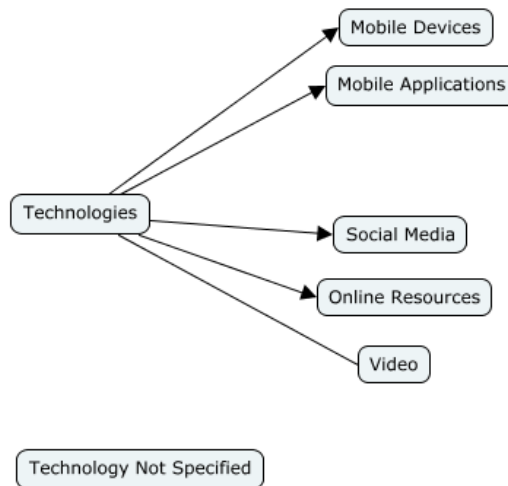 Mobile Devices
Mobile Applications
Technologies
Social Media
Online Resources
Video
Technology Not Specified